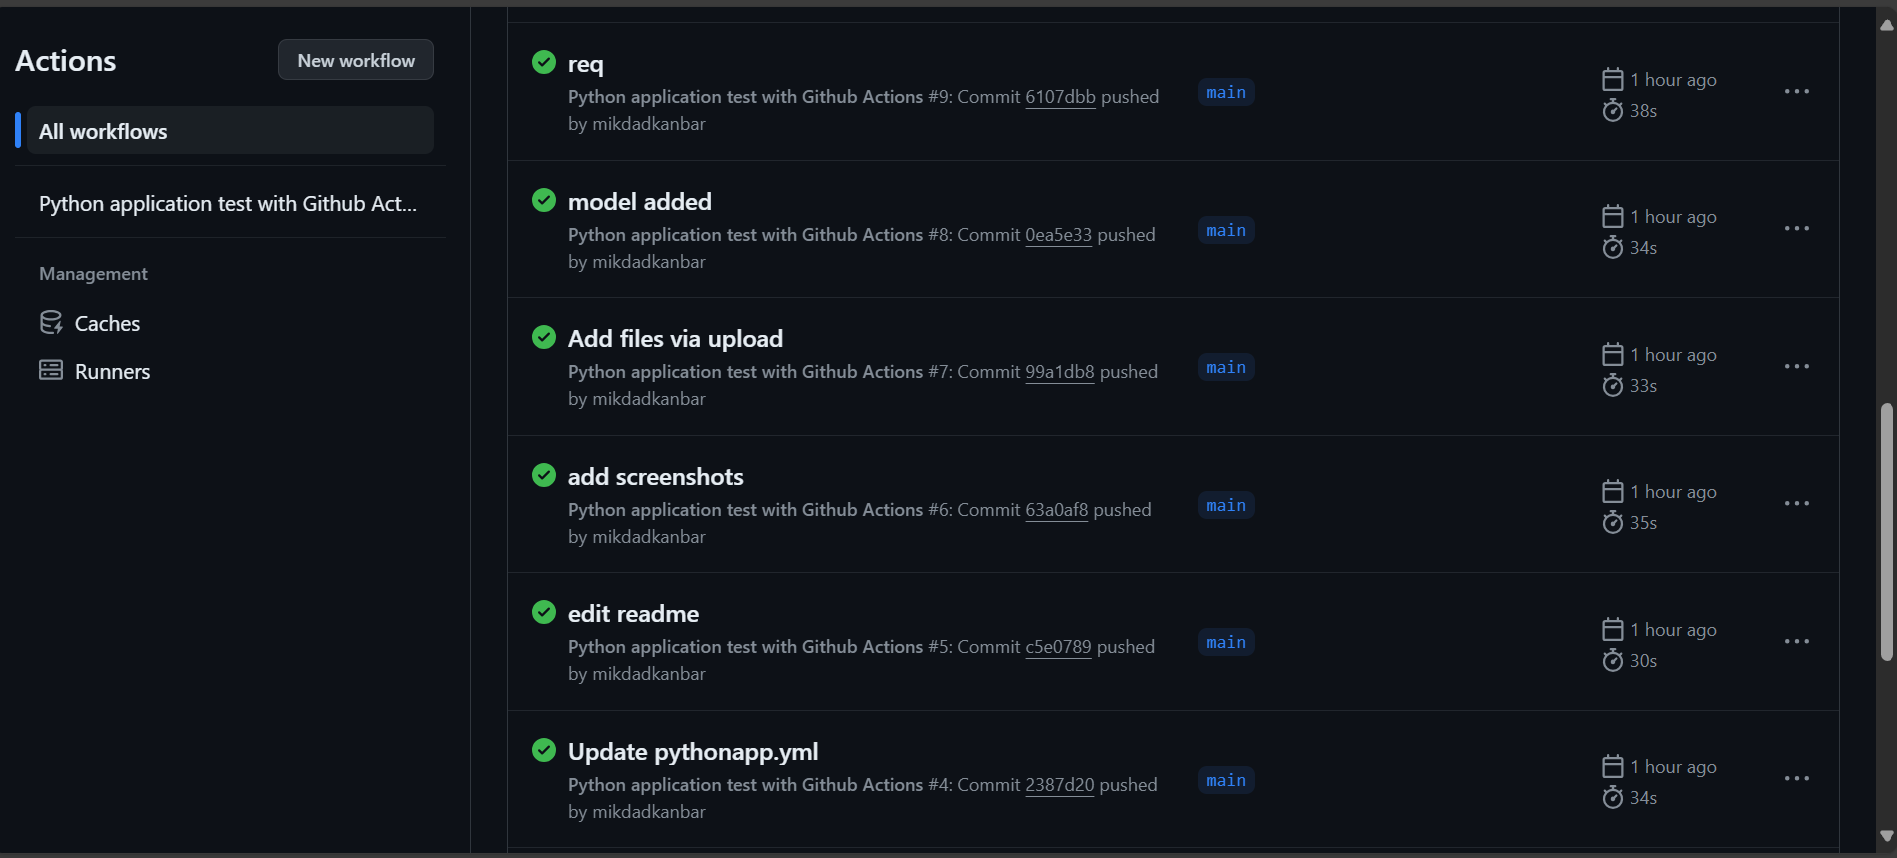 Actions
New workflow
All workflows
Python application test with Github Act...
Management
Caches
Runners
req
Python application test with Github Actions #9: Commit 6107dbb pushed
by mikdadkanbar
main
1 hour ago
38s
model added
Python application test with Github Actions #8: Commit 0ea5e33 pushed
by mikdadkanbar
main
1 hour ago
34s
Add files via upload
Python application test with Github Actions #7: Commit 99a1db8 pushed
by mikdadkanbar
main
1 hour ago
33s
add screenshots
Python application test with Github Actions #6: Commit 63a0af8 pushed
by mikdadkanbar
main
1 hour ago
35s
edit readme
Python application test with Github Actions #5: Commit c5e0789 pushed
by mikdadkanbar
main
1 hour ago
30s
Update pythonapp.yml
Python application test with Github Actions #4: Commit 2387d20 pushed
by mikdadkanbar
main
1 hour ago
34s